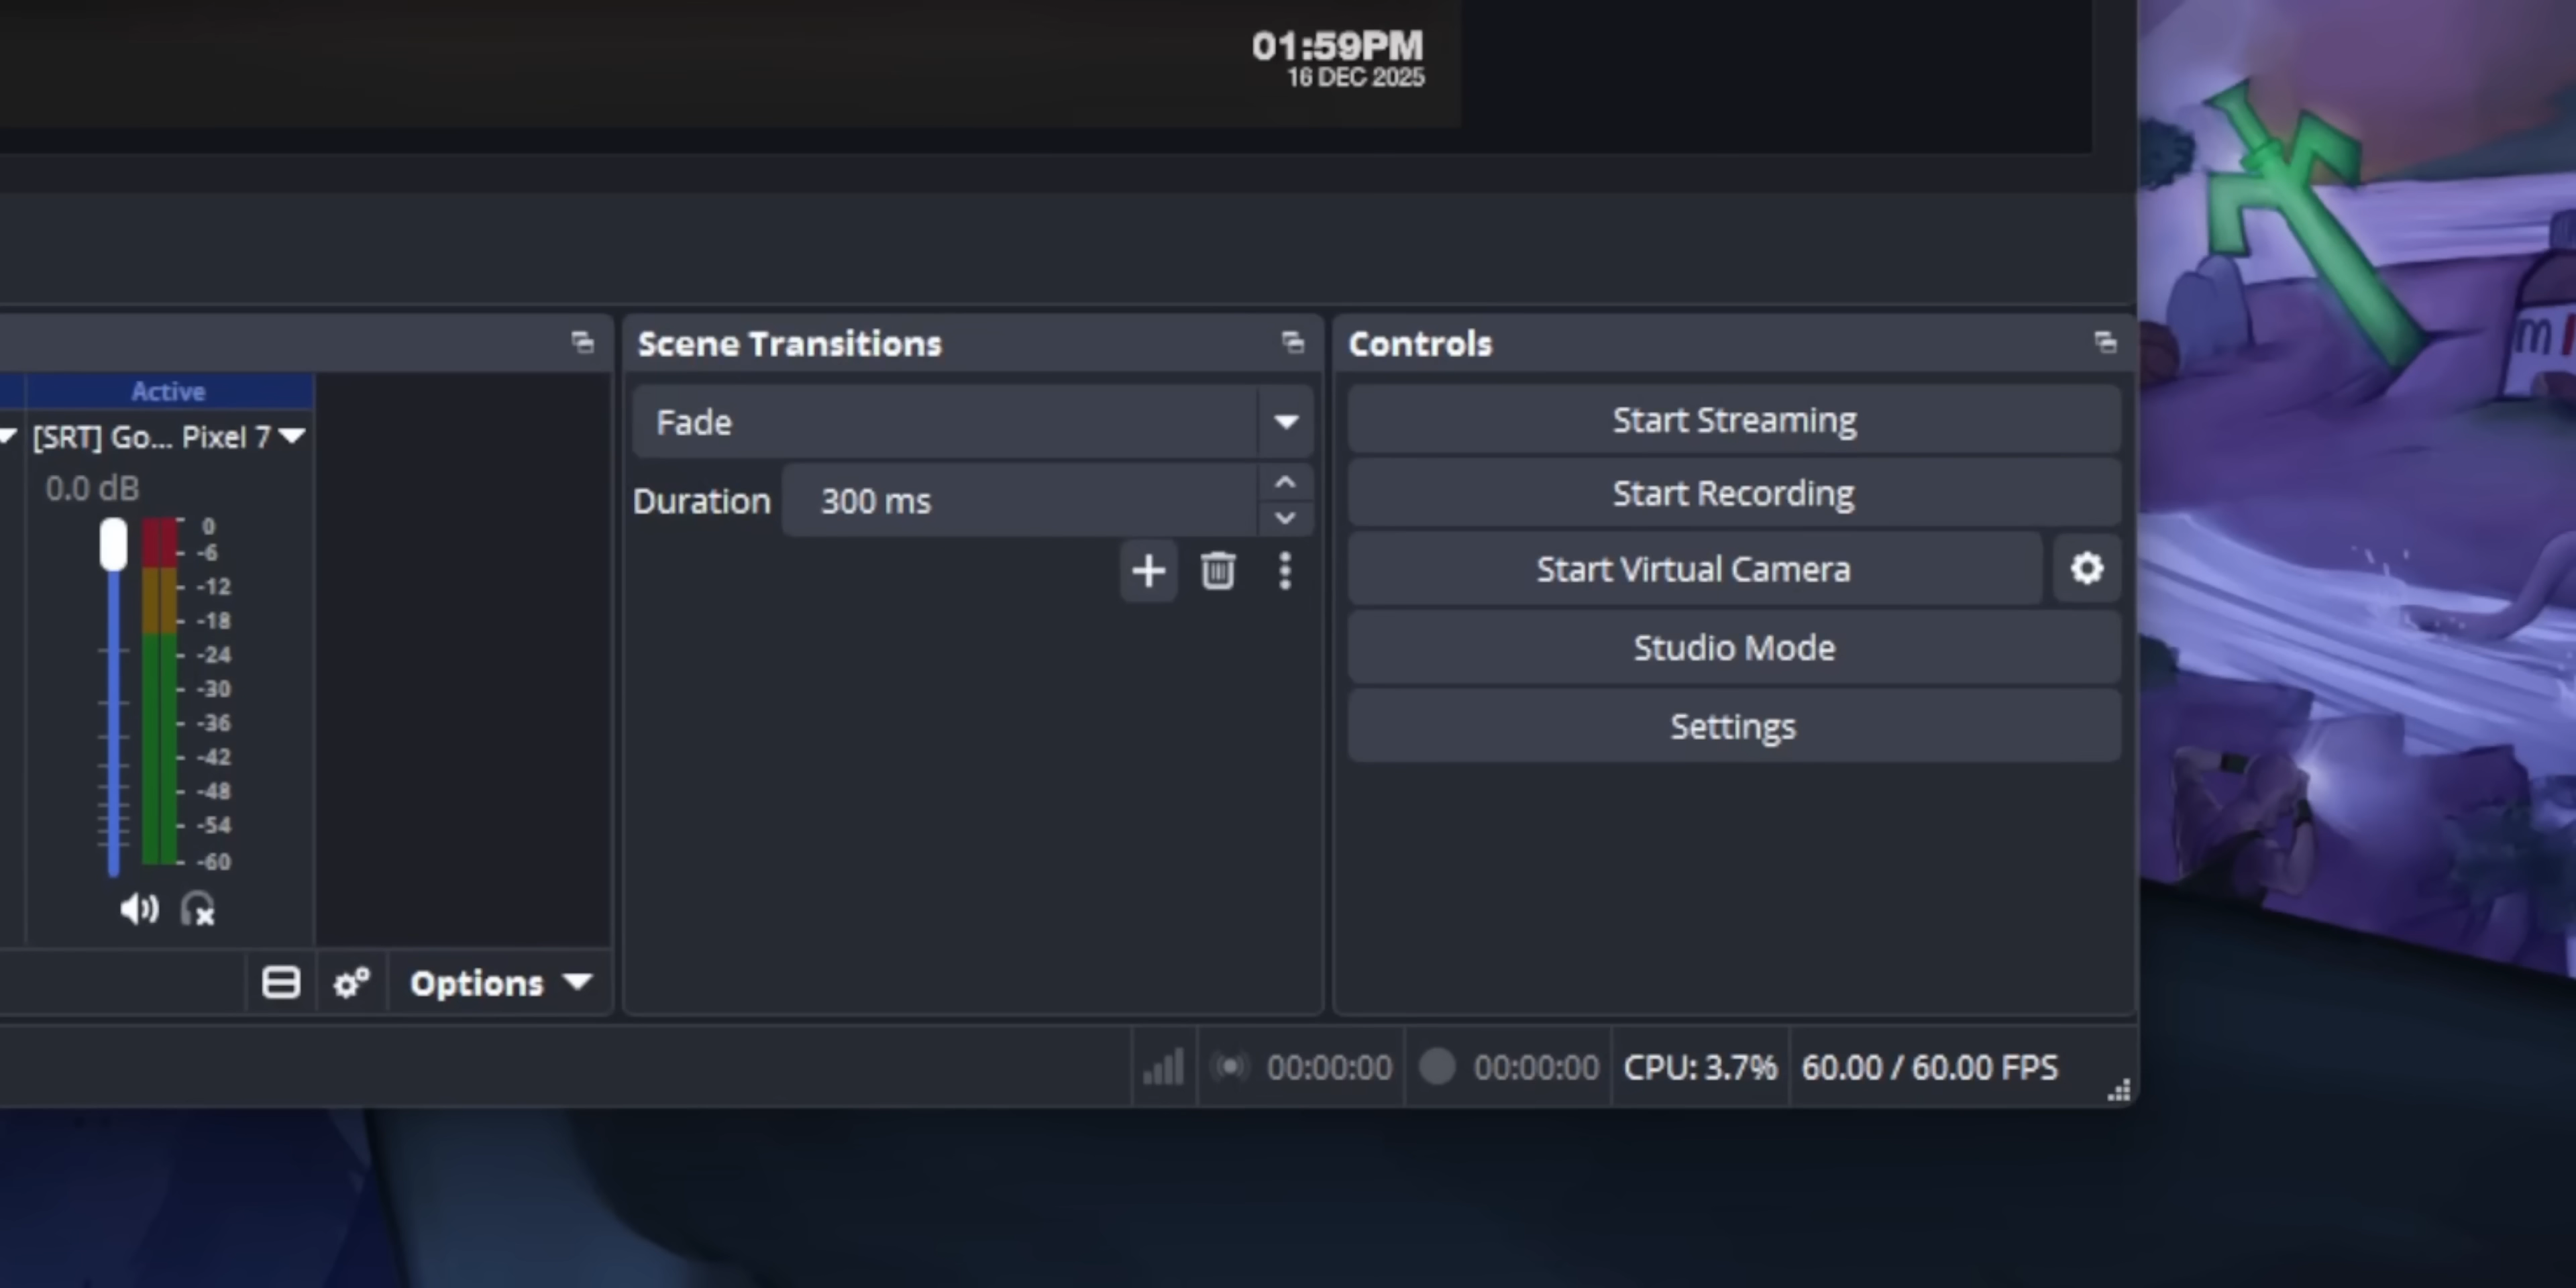 01:59PM
16 DEC 2025
Scene Transitions
Controls
Active
[SRT] Go... Pixel 7
0.0 dB
0
-6
-12
-18
-24
-30
-36
-42
-48
-54
-60
Options
Fade
Duration
300 ms
Start Streaming
Start Recording
Start Virtual Camera
Studio Mode
Settings
00:00:00
00:00:00
CPU: 3.7%
60.00 / 60.00 FPS